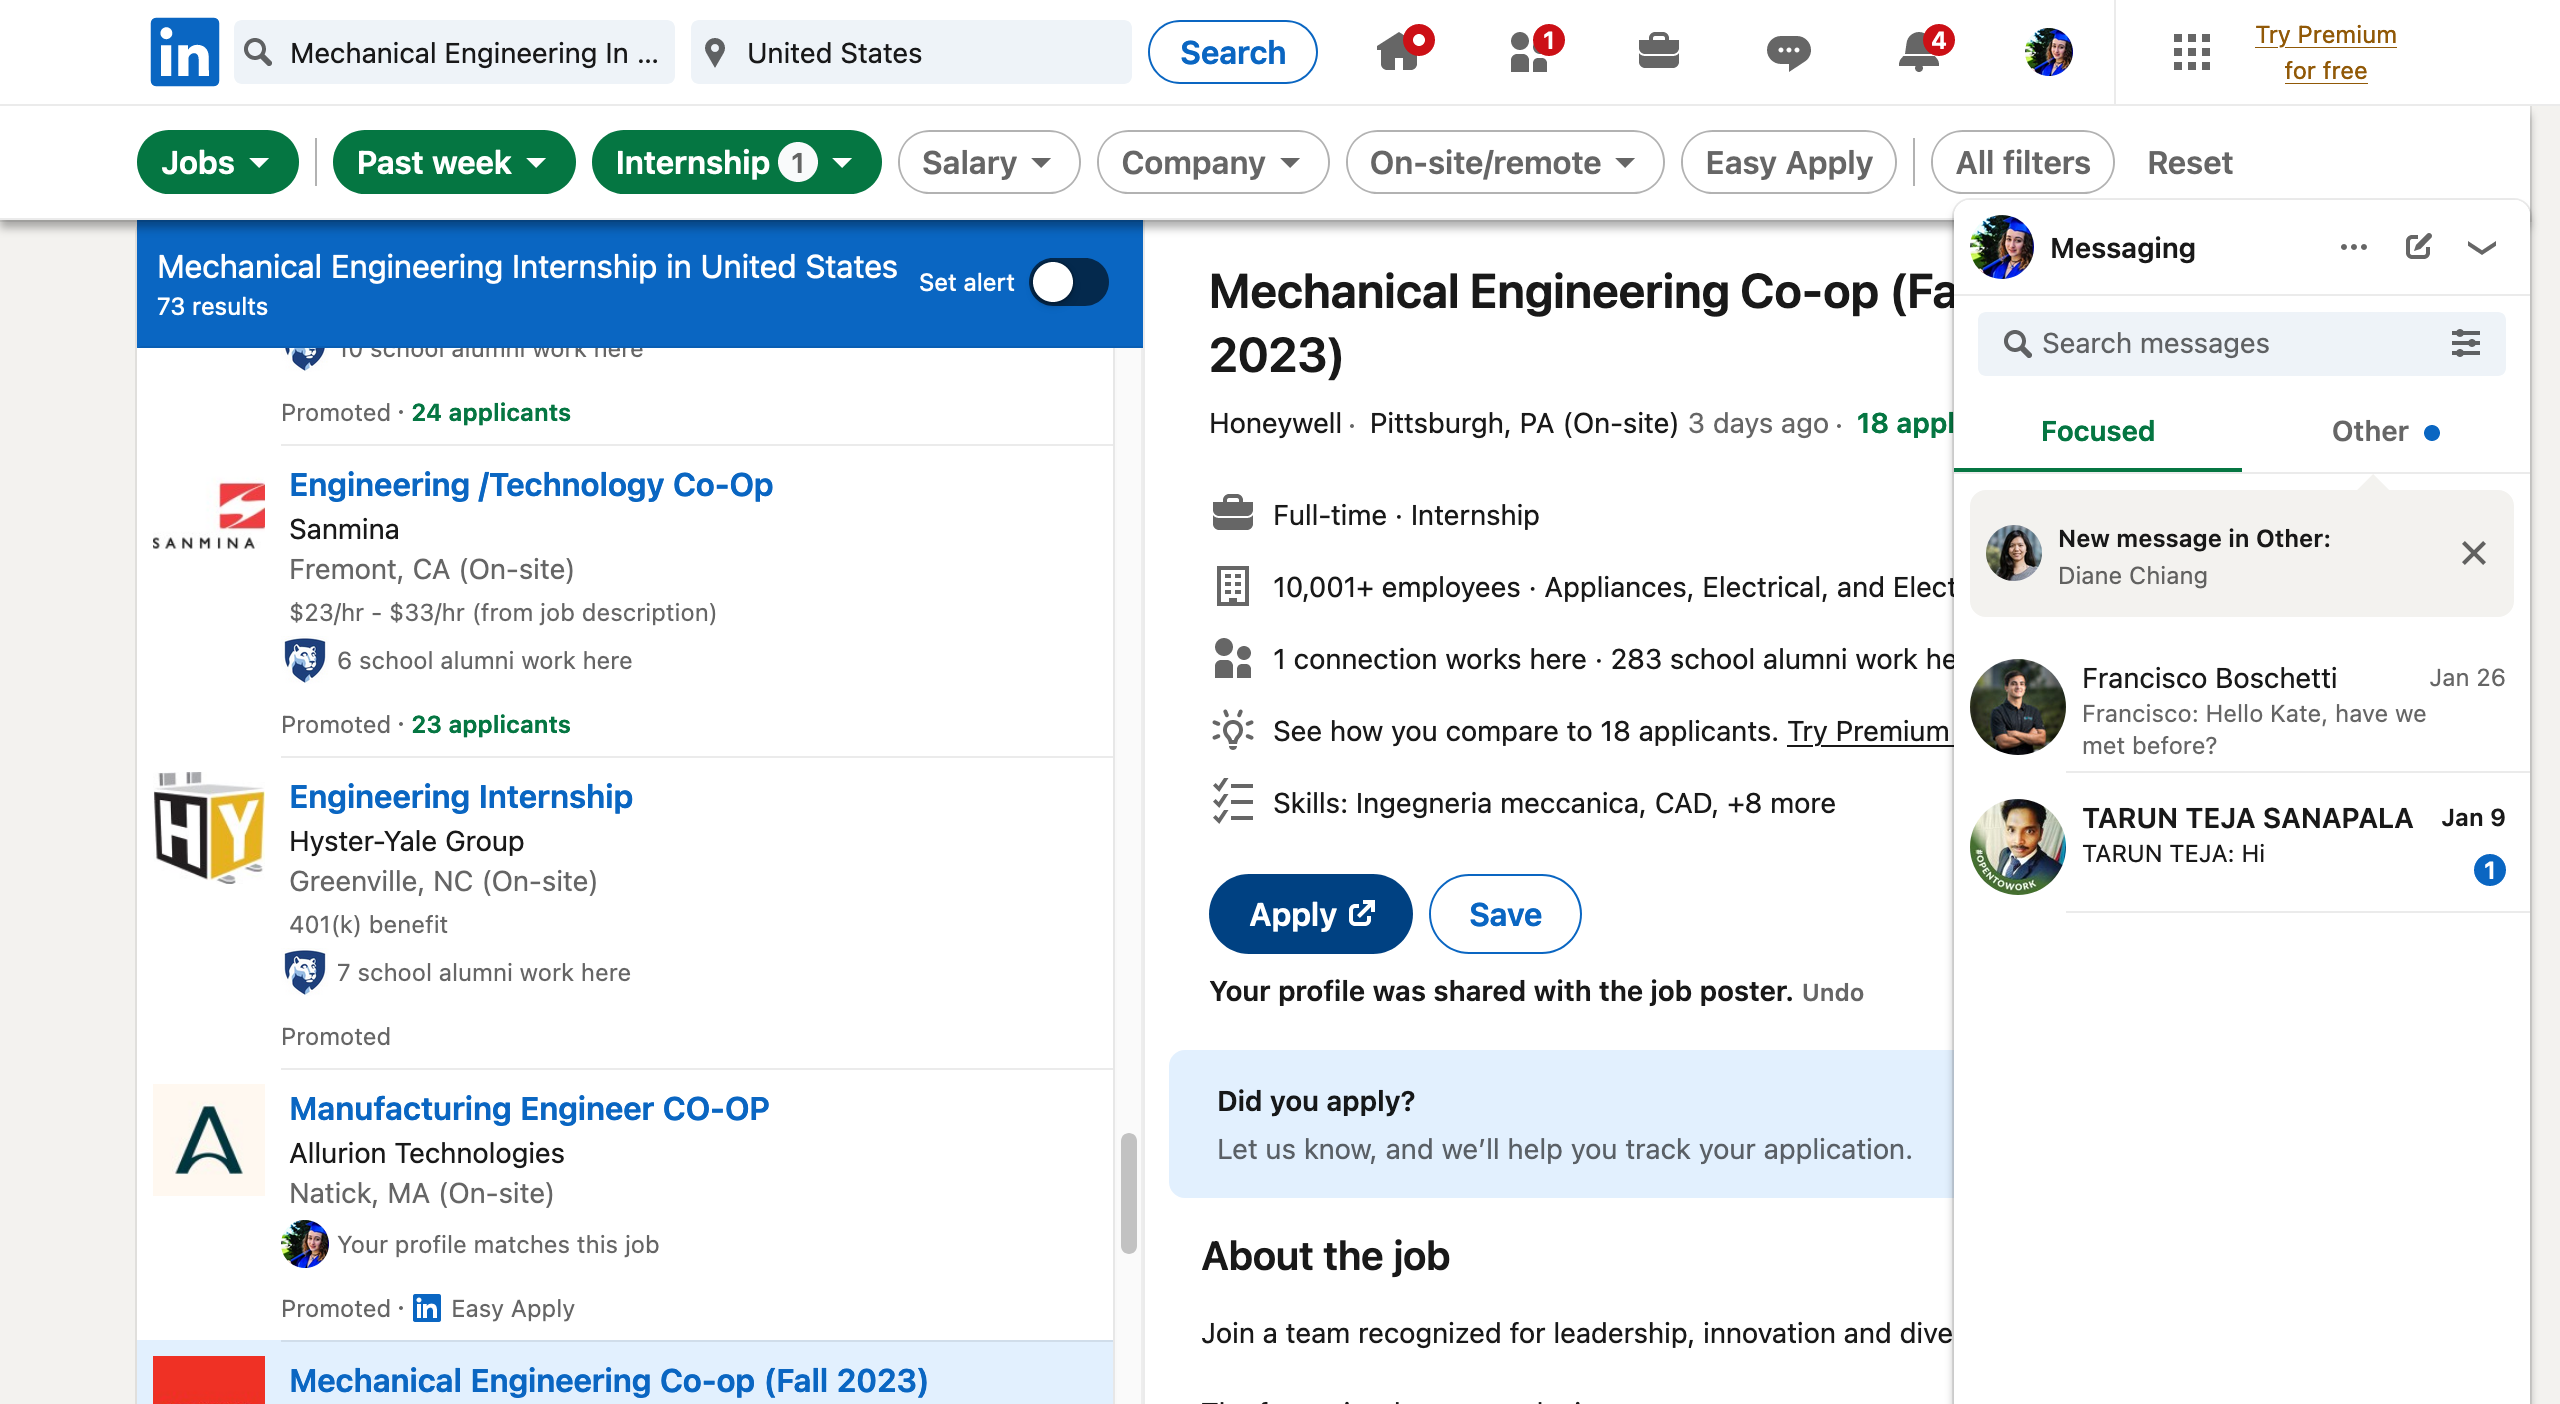 in
Mechanical Engineering In ...
United States
Search
1
4
Try Premium
for free
Jobs
Past week
Internship 1
Salary
Company
On-site/remote
Easy Apply
All filters
Reset
Mechanical Engineering Internship in United States
73 results
Set alert
10 school alumni work here
Promoted · 24 applicants
SANMINA
Engineering /Technology Co-Op
Sanmina
Fremont, CA (On-site)
$23/hr - $33/hr (from job description)
6 school alumni work here
Promoted · 23 applicants
HY
Engineering Internship
Hyster-Yale Group
Greenville, NC (On-site)
401(k) benefit
7 school alumni work here
Promoted
A
Manufacturing Engineer CO-OP
Allurion Technologies
Natick, MA (On-site)
Your profile matches this job
Promoted · in Easy Apply
Mechanical Engineering Co-op (Fall 2023)
Mechanical Engineering Co-op (Fa
2023)
Honeywell · Pittsburgh, PA (On-site) 3 days ago · 18 appl
Full-time · Internship
10,001+ employees · Appliances, Electrical, and Elect
1 connection works here · 283 school alumni work he
See how you compare to 18 applicants. Try Premium
Skills: Ingegneria meccanica, CAD, +8 more
Apply
Save
Your profile was shared with the job poster. Undo
Did you apply?
Let us know, and we’ll help you track your application.
About the job
Join a team recognized for leadership, innovation and dive
Messaging
Search messages
Focused
Other
New message in Other:
Diane Chiang
Francisco Boschetti
Jan 26
Francisco: Hello Kate, have we
met before?
#OPENTOWORK
TARUN TEJA SANAPALA
Jan 9
TARUN TEJA: Hi
1